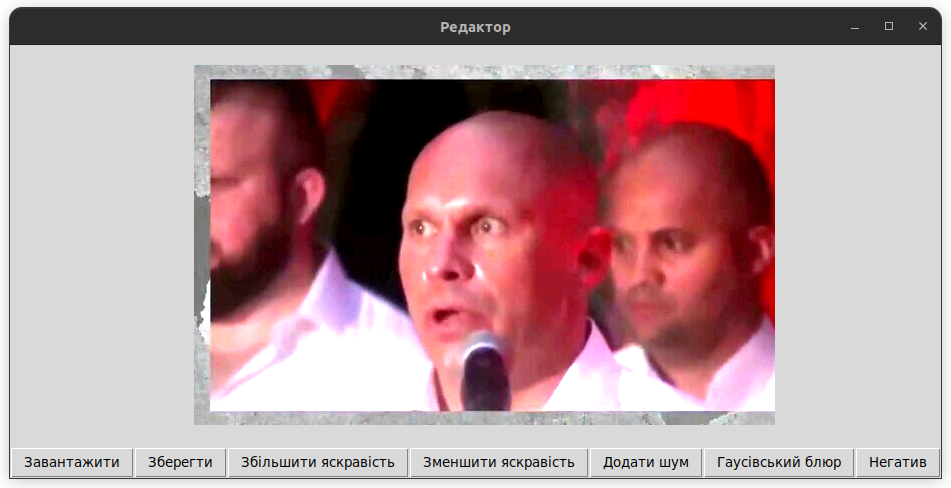 Редактор
Завантажити
Зберегти
Збільшити яскравість
Зменшити яскравість
Додати шум
Гаусівський блюр
Негатив